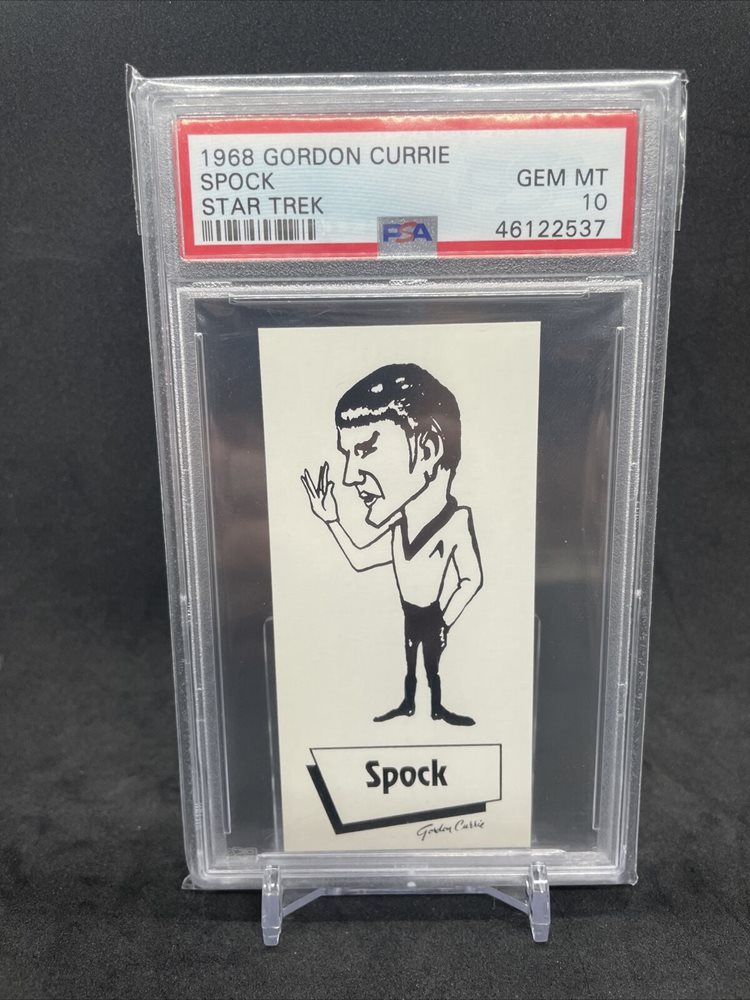 1968 GORDON CURRIE
SPOCK GEM MT
STAR TREK 10
PSA 46122537
Spock
Gordon Currie